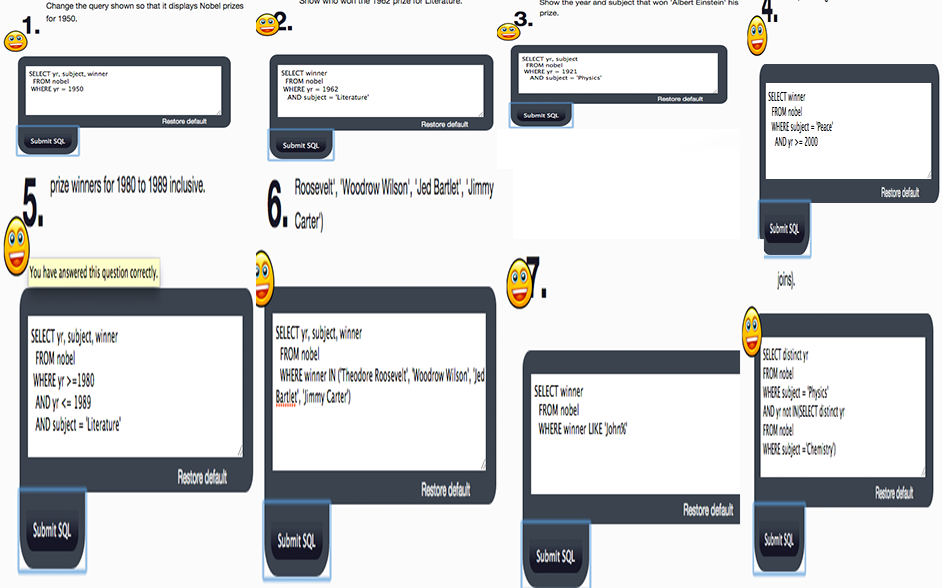 Change the query shown so that it displays Nobel prizes
for 1950.
1.
SELECT yr, subject, winner
FROM nobel
WHERE yr = 1950
Restore default
Submit SQL
Show who won the 1962 prize for Literature.
2.
SELECT winner
FROM nobel
WHERE yr = 1962
AND subject = 'Literature'
Restore default
Submit SQL
Show the year and subject that won 'Albert Einstein' his
prize.
3.
SELECT yr, subject
FROM nobel
WHERE yr = 1921
AND subject = 'Physics'
Restore default
Submit SQL
4.
SELECT winner
FROM nobel
WHERE subject = 'Peace'
AND yr >= 2000
Restore default
Submit SQL
5.
prize winners for 1980 to 1989 inclusive.
You have answered this question correctly.
SELECT yr, subject, winner
FROM nobel
WHERE yr >=1980
AND yr <= 1989
AND subject = 'Literature'
Restore default
Submit SQL
6.
Roosevelt', 'Woodrow Wilson', 'Jed Bartlet', 'Jimmy
Carter')
SELECT yr, subject, winner
FROM nobel
WHERE winner IN ('Theodore Roosevelt', 'Woodrow Wilson', 'Jed
Bartlet', 'Jimmy Carter')
Restore default
Submit SQL
7.
SELECT winner
FROM nobel
WHERE winner LIKE 'John%'
Restore default
Submit SQL
joins).
SELECT distinct yr
FROM nobel
WHERE subject = 'Physics'
AND yr not IN(SELECT distinct yr
FROM nobel
WHERE subject ='Chemistry')
Restore default
Submit SQL